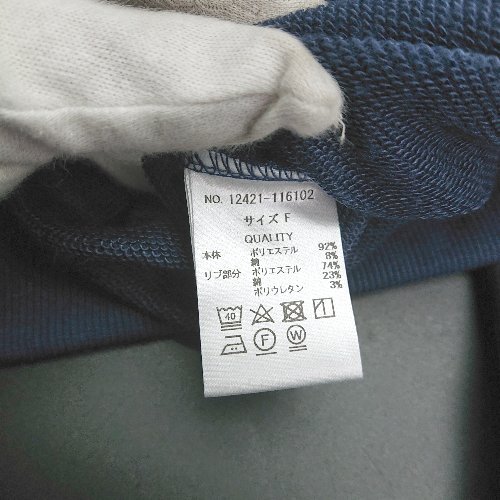 NO. 12421-116102
サイズ F
QUALITY
本体 ポリエステル 92%
綿 8%
リブ部分 ポリエステル 74%
綿 23%
ポリウレタン 3%
40
F W